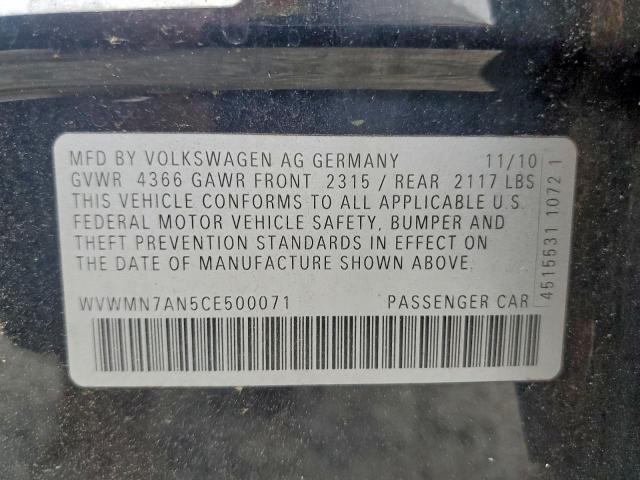 MFD BY VOLKSWAGEN AG GERMANY 11/10
GVWR 4366 GAWR FRONT 2315 / REAR 2117 LBS
THIS VEHICLE CONFORMS TO ALL APPLICABLE U.S.
FEDERAL MOTOR VEHICLE SAFETY, BUMPER AND
THEFT PREVENTION STANDARDS IN EFFECT ON
THE DATE OF MANUFACTURE SHOWN ABOVE.
WVWMN7AN5CE500071 PASSENGER CAR
4515531 1072 1